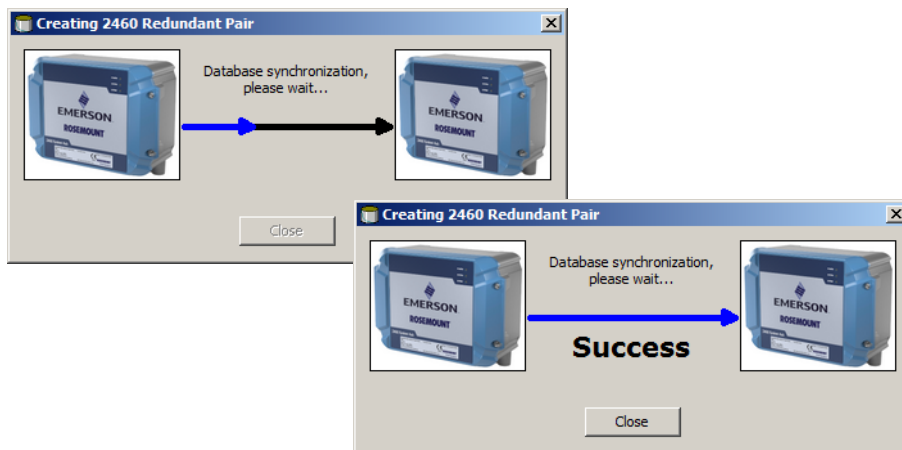 Creating 2460 Redundant Pair
Database synchronization,
please wait...
EMERSON
ROSEMOUNT
EMERSON
ROSEMOUNT
Close
Creating 2460 Redundant Pair
Database synchronization,
please wait...
EMERSON
ROSEMOUNT
EMERSON
ROSEMOUNT
Success
Close